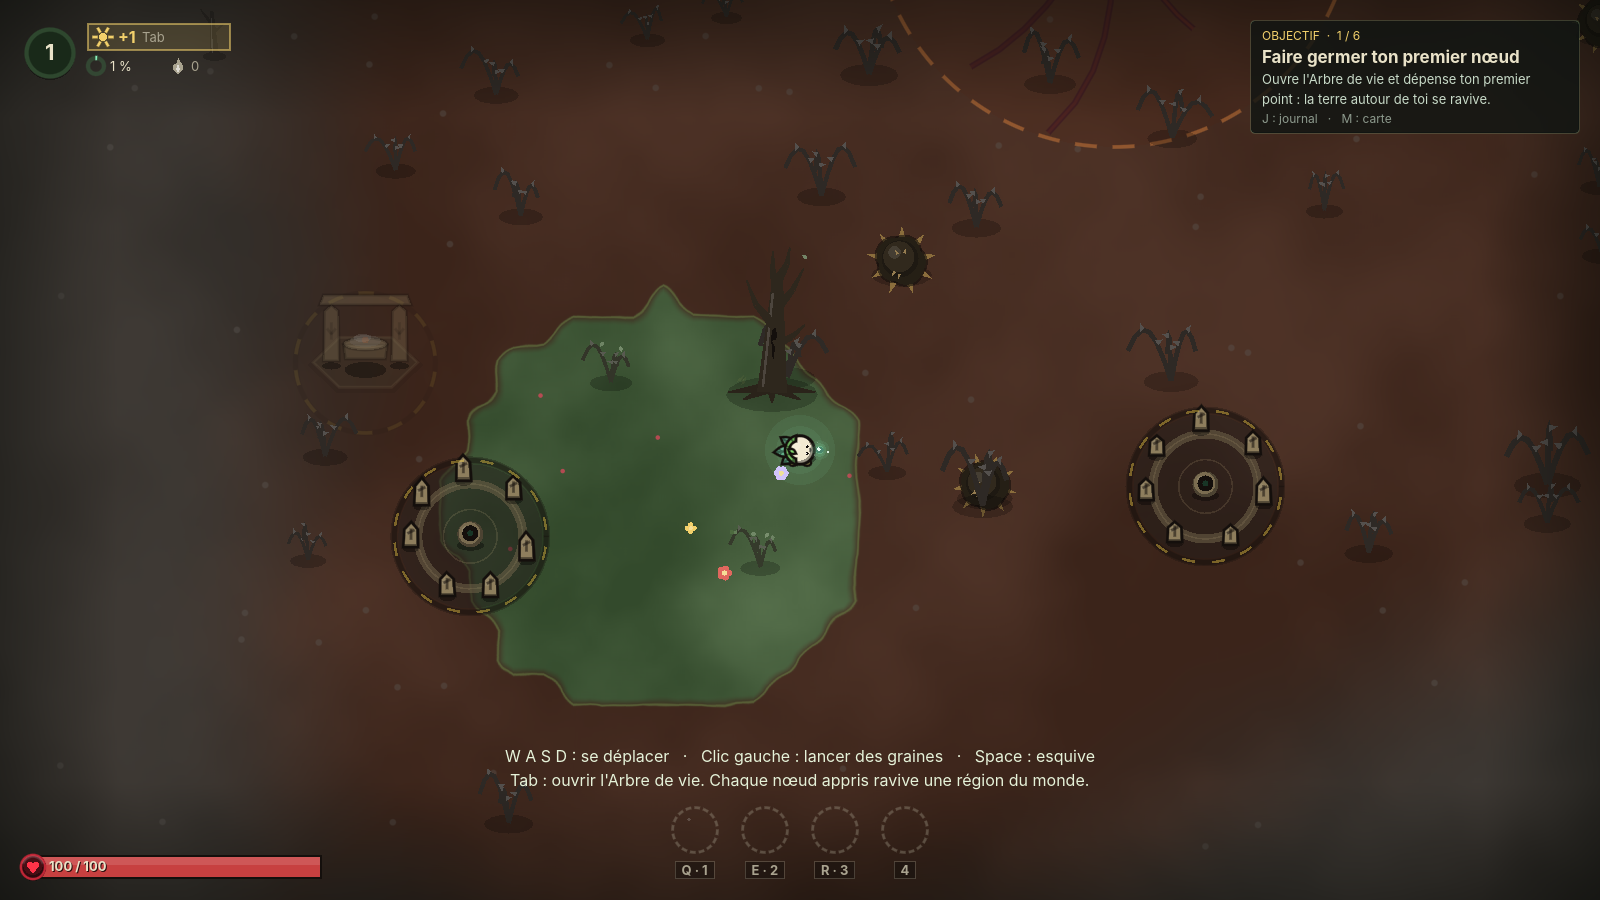 1
+1 Tab
1 %
0
OBJECTIF · 1 / 6
Faire germer ton premier nœud
Ouvre l'Arbre de vie et dépense ton premier
point : la terre autour de toi se ravive.
J : journal · M : carte
W A S D : se déplacer · Clic gauche : lancer des graines · Space : esquive
Tab : ouvrir l'Arbre de vie. Chaque nœud appris ravive une région du monde.
100 / 100
Q · 1
E · 2
R · 3
4